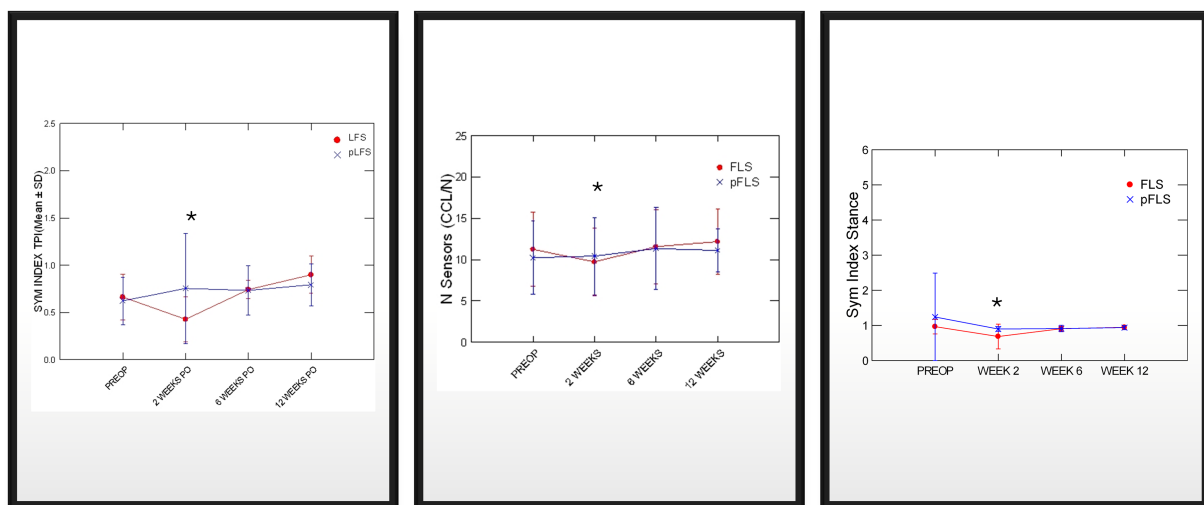 SYM INDEX TPI(Mean ± SD)
2.5
2.0
1.5
1.0
0.5
0.0
LFS
pLFS
*
PREOP
2 WEEKS PO
6 WEEKS PO
12 WEEKS PO
N Sensors (CCL/N)
25
20
15
10
5
0
FLS
pFLS
*
PREOP
2 WEEKS
6 WEEKS
12 WEEKS
Sym Index Stance
6
5
4
3
2
1
0
FLS
pFLS
*
PREOP
WEEK 2
WEEK 6
WEEK 12